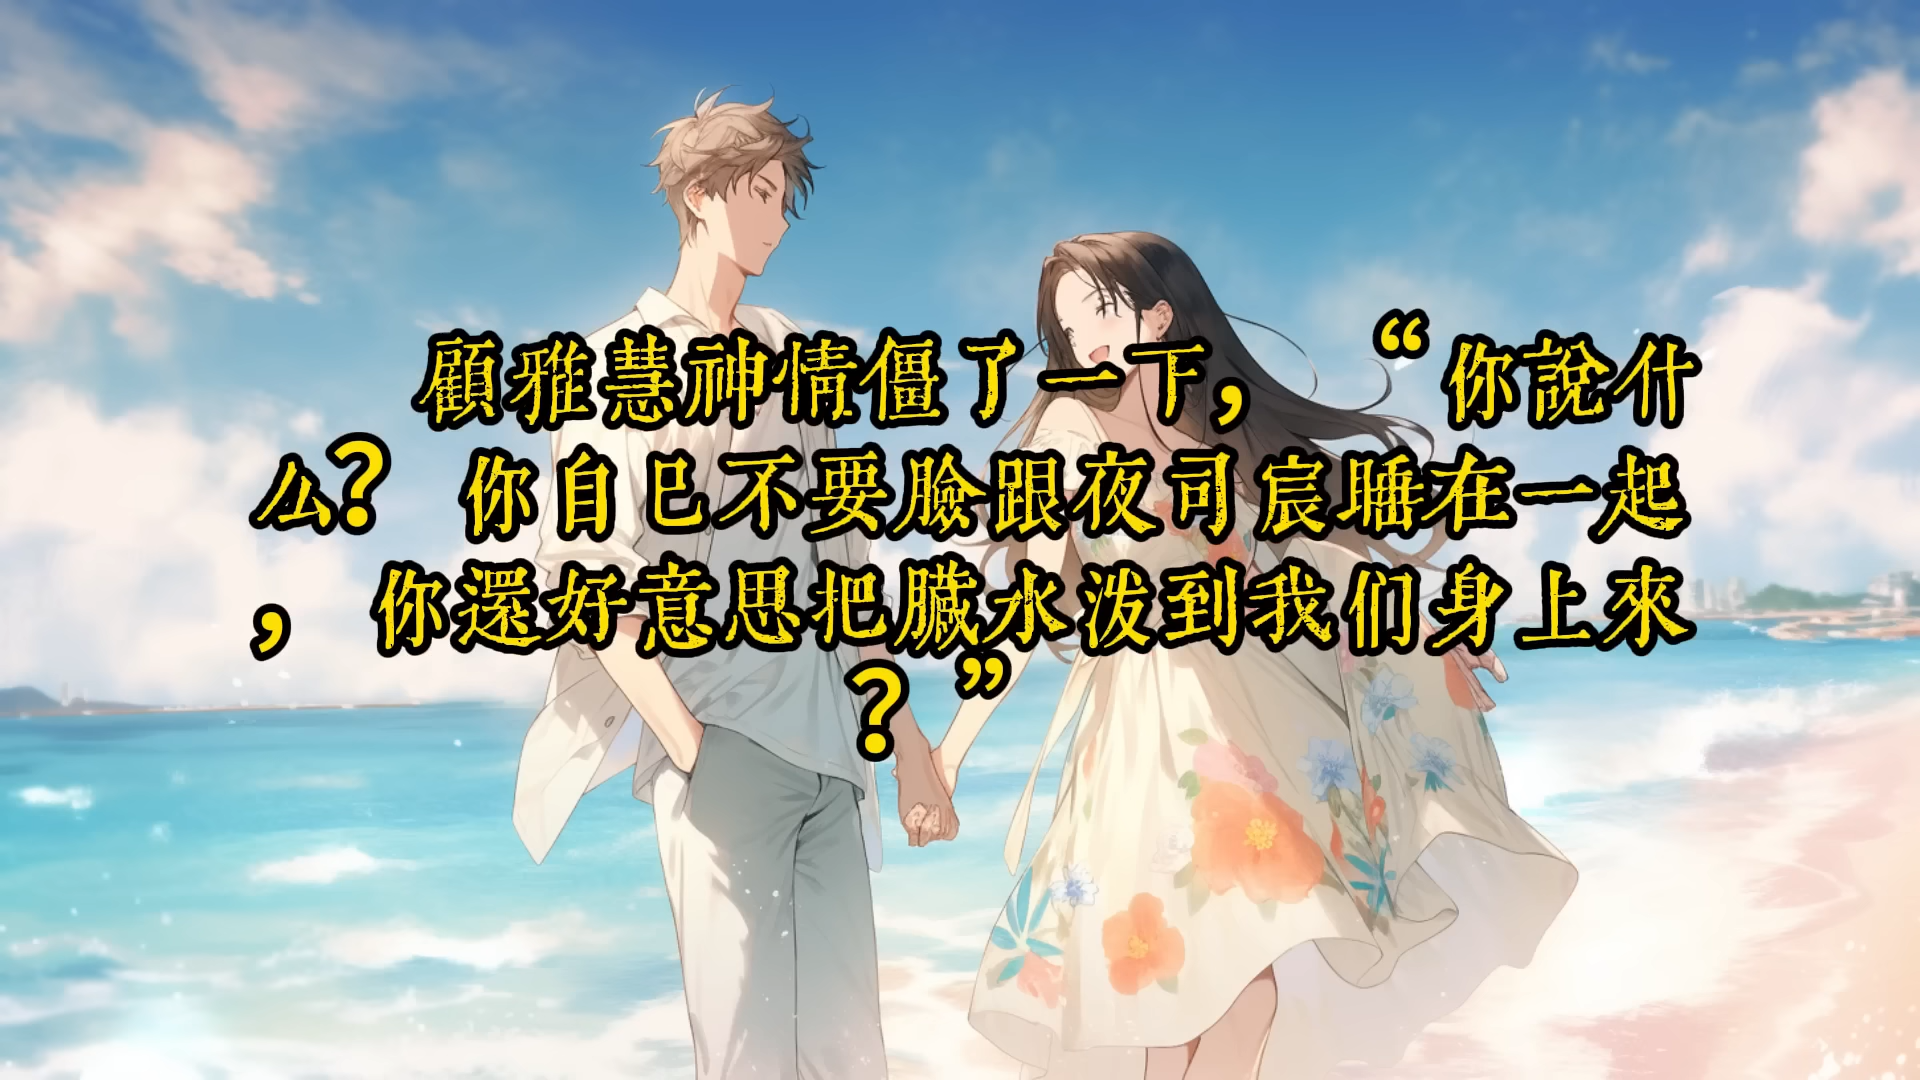 顧雅慧神情僵了一下，“你說什
么？你自已不要臉跟夜司宸睡在一起
，你還好意思把臟水泼到我们身上來
？”